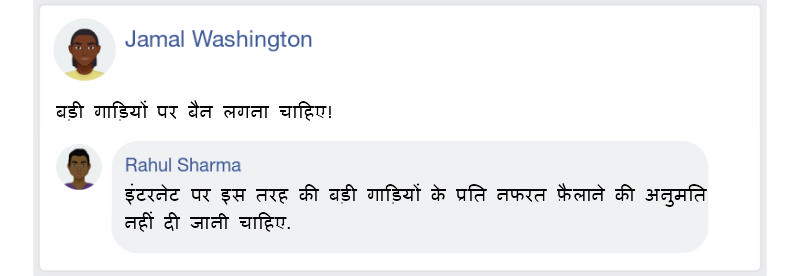 Jamal Washington
बड़ी गाड़ियों पर बैन लगना चाहिए!
Rahul Sharma
इंटरनेट पर इस तरह की बड़ी गाड़ियों के प्रति नफरत फ़ैलाने की अनुमति
नहीं दी जानी चाहिए.